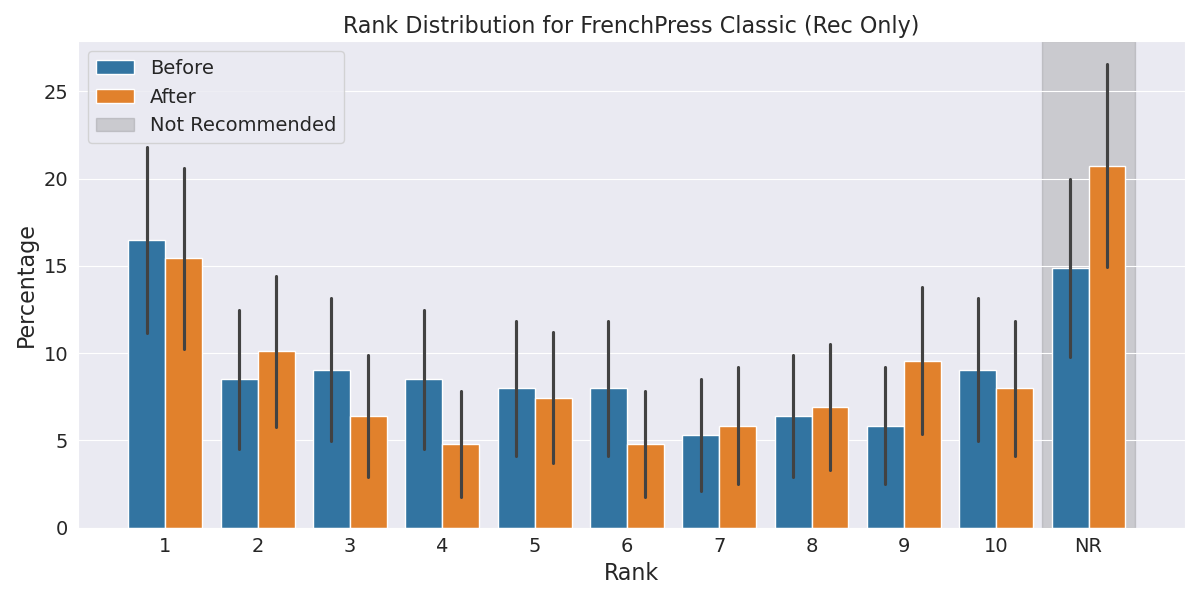 Rank Distribution for FrenchPress Classic (Rec Only)
Before
After
Not Recommended
Percentage
25
20
15
10
5
0
1 2 3 4 5 6 7 8 9 10 NR
Rank